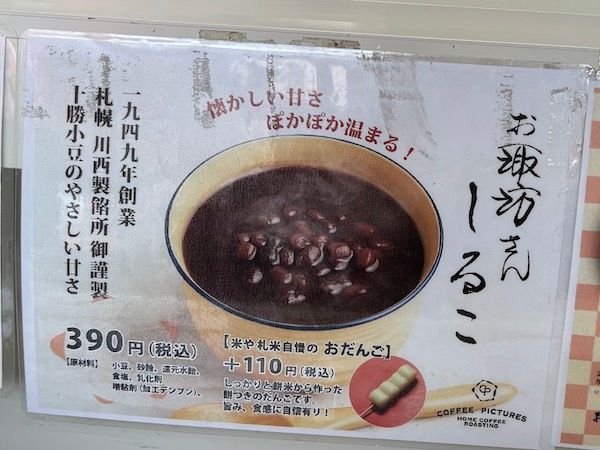 お諏訪さん
しるこ
懐かしい甘さ
ぽかぽか温まる！
一九四九年創業
札幌 川西製餡所 御謹製
十勝小豆のやさしい甘さ
390円（税込）
【原材料】 小豆、砂糖、還元水飴、
食塩、乳化剤
増粘剤（加工デンプン）、
【米や札米自慢の おだんご】
＋110円（税込）
しっかりと餅米から作った
餅つきのたんごです。
旨み、食感に自信有り！
CP
COFFEE PICTURES
HOME COFFEE
ROASTING